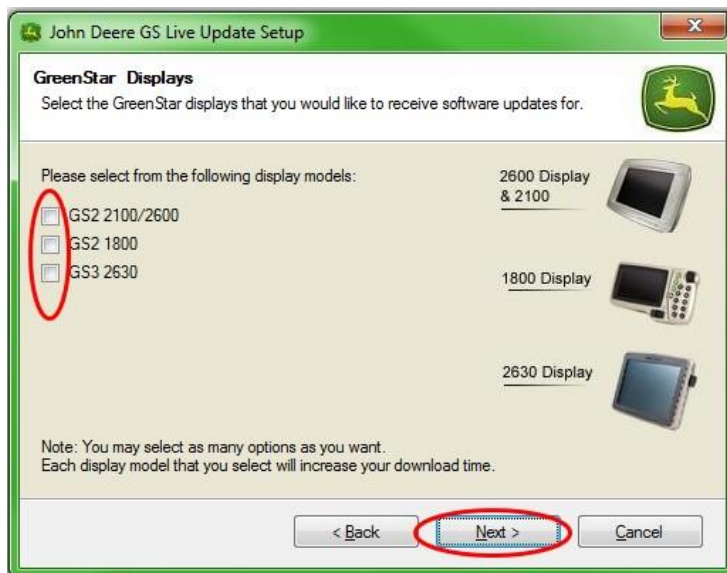 John Deere GS Live Update Setup
GreenStar Displays
Select the GreenStar displays that you would like to receive software updates for.
Please select from the following display models:
GS2 2100/2600
GS2 1800
GS3 2630
2600 Display
& 2100
1800 Display
2630 Display
Note: You may select as many options as you want.
Each display model that you select will increase your download time.
< Back
Next >
Cancel